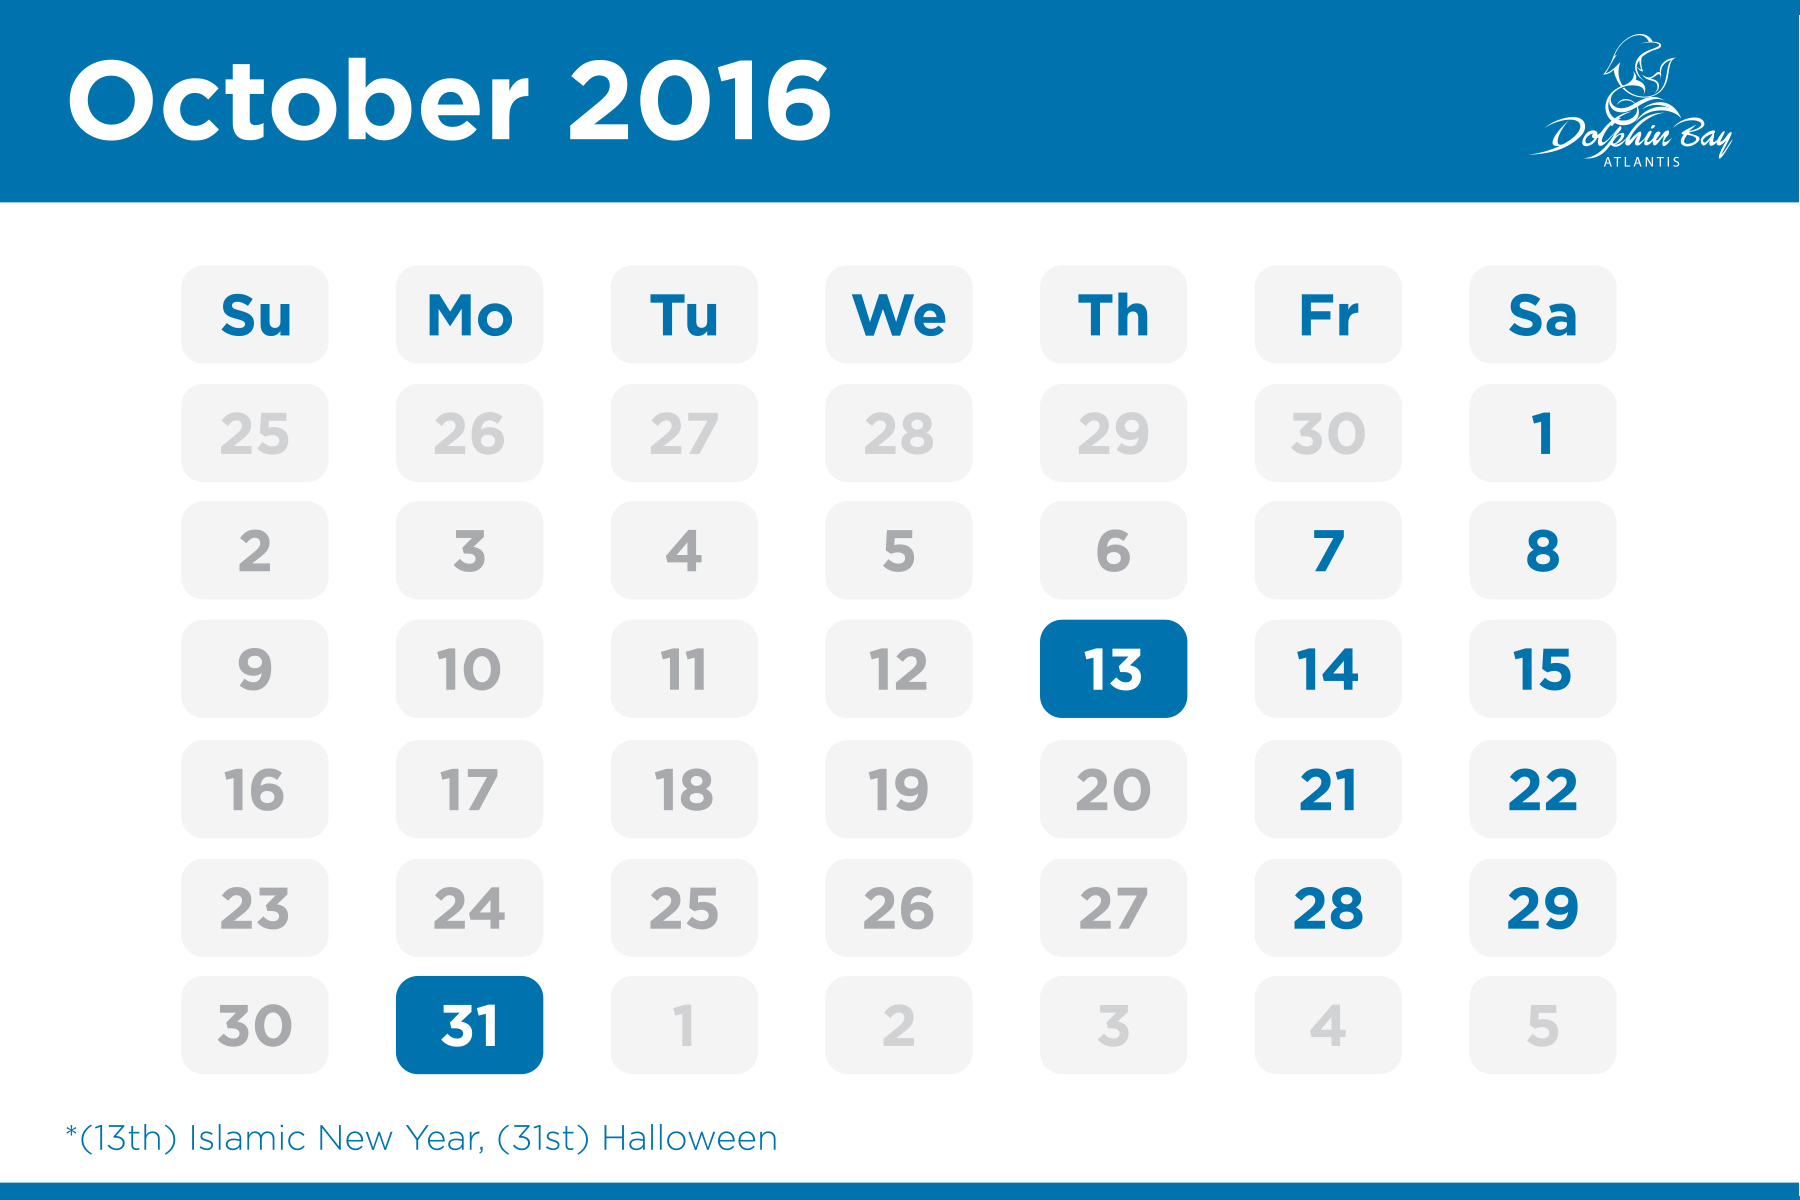 October 2016
Dolphin Bay
ATLANTIS
Su Mo Tu We Th Fr Sa
25 26 27 28 29 30 1
2 3 4 5 6 7 8
9 10 11 12 13 14 15
16 17 18 19 20 21 22
23 24 25 26 27 28 29
30 31 1 2 3 4 5
*(13th) Islamic New Year, (31st) Halloween